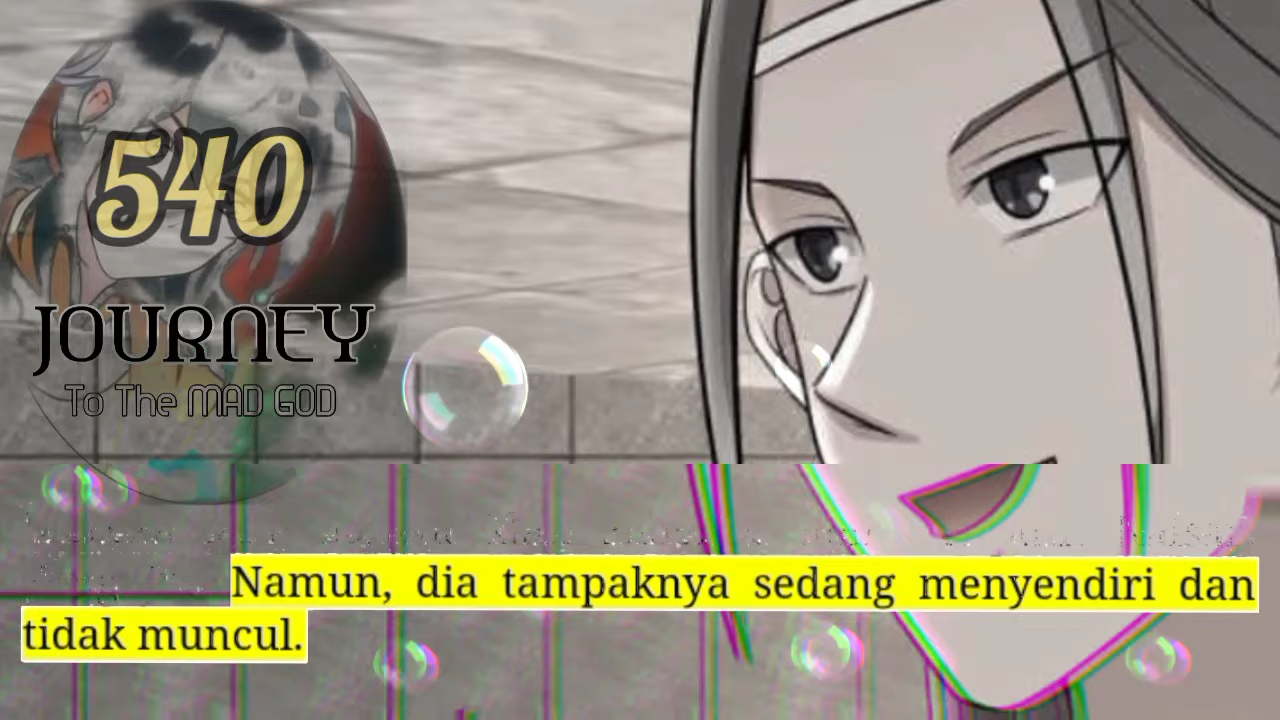 540
JOURNEY
To The MAD GOD
Namun, dia tampaknya sedang menyendiri dan
tidak muncul.